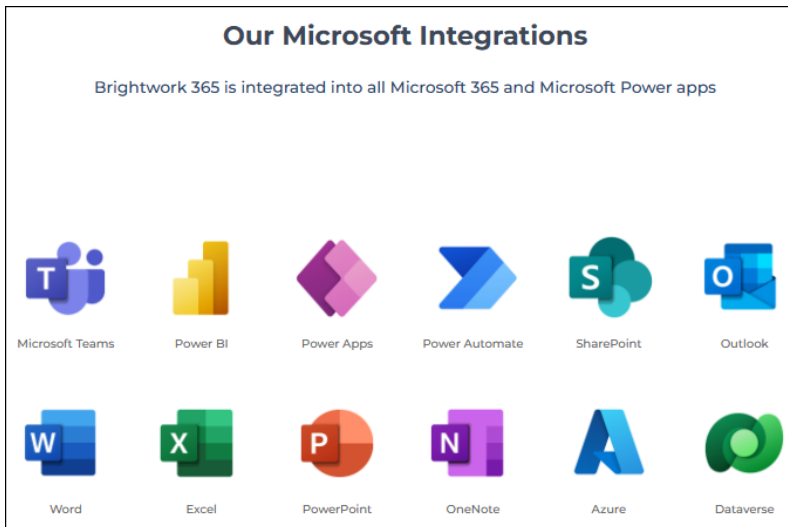 Our Microsoft Integrations
Brightwork 365 is integrated into all Microsoft 365 and Microsoft Power apps
T
S
O
Microsoft Teams Power BI Power Apps Power Automate SharePoint Outlook
W X P N
Word Excel PowerPoint OneNote Azure Dataverse